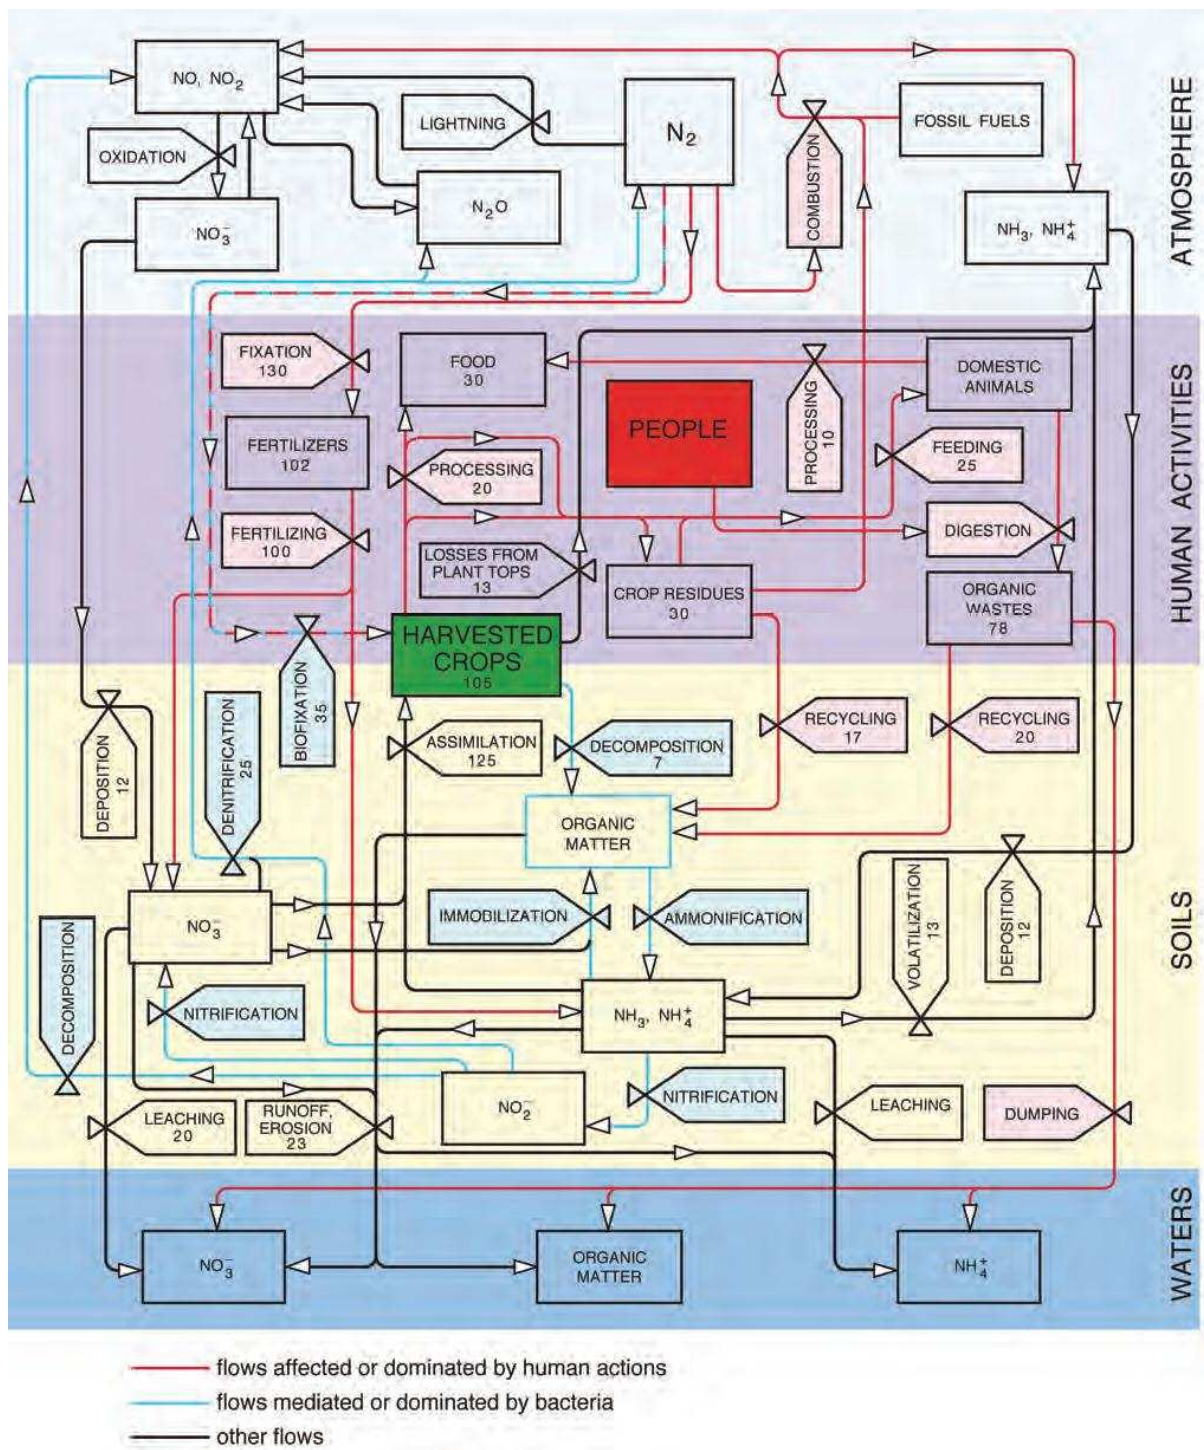 NO, NO₂
LIGHTNING
N₂
FOSSIL FUELS
OXIDATION
COMBUSTION
N₂O
NO₃⁻
NH₃, NH₄⁺
ATMOSPHERE
FIXATION
130
FOOD
30
DOMESTIC
ANIMALS
PEOPLE
PROCESSING
10
FERTILIZERS
102
FEEDING
25
PROCESSING
20
FERTILIZING
100
DIGESTION
LOSSES FROM
PLANT TOPS
13
CROP RESIDUES
30
ORGANIC
WASTES
78
HARVESTED
CROPS
105
HUMAN ACTIVITIES
BIOFIXATION
35
DENITRIFICATION
25
DEPOSITION
12
ASSIMILATION
125
DECOMPOSITION
7
RECYCLING
17
RECYCLING
20
ORGANIC
MATTER
VOLATILIZATION
13
DEPOSITION
12
IMMOBILIZATION
AMMONIFICATION
NO₃⁻
DECOMPOSITION
NITRIFICATION
NH₃, NH₄⁺
SOILS
NO₂⁻
NITRIFICATION
LEACHING
20
RUNOFF,
EROSION
23
LEACHING
DUMPING
NO₃⁻
ORGANIC
MATTER
NH₄⁺
WATERS
flows affected or dominated by human actions
flows mediated or dominated by bacteria
other flows